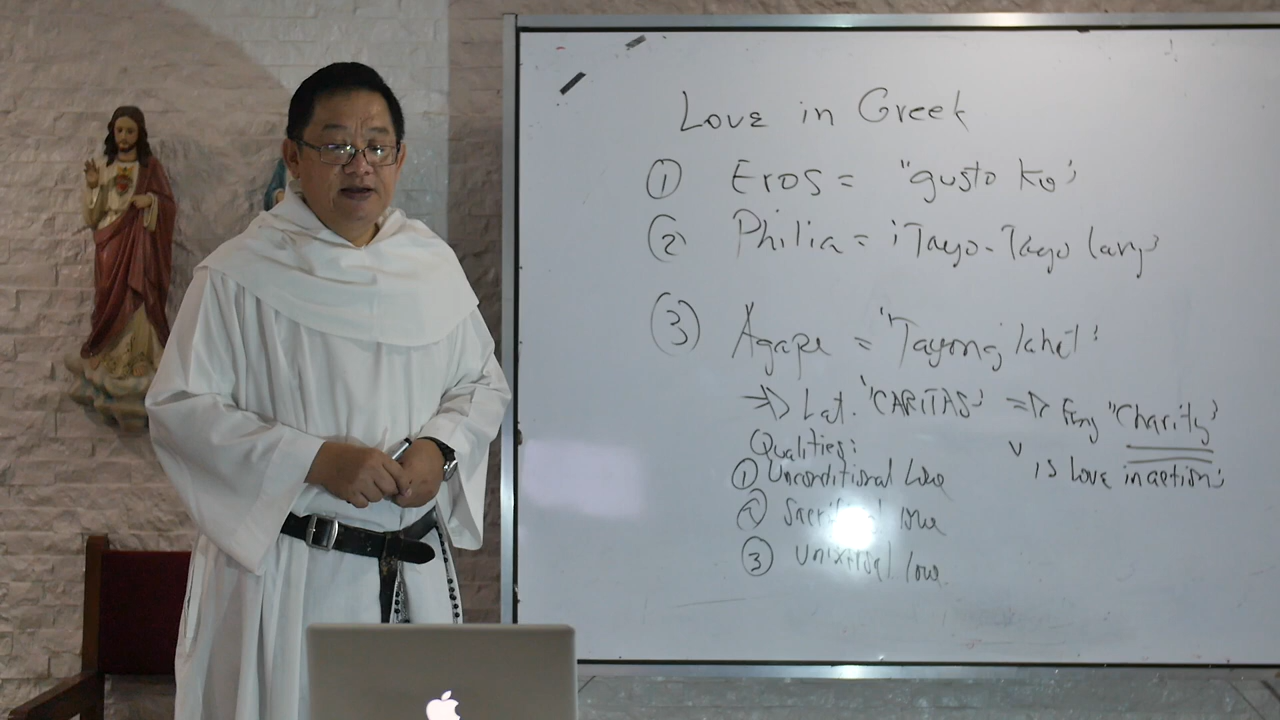 Love in Greek
① Eros = "gusto ko"
② Philia = "Tayo-Tayo lang"
③ Agape = "Tayong lahat"
=> Lat. "CARITAS" => Eng "Charity"
" is Love in action"
Qualities:
① Unconditional Love
② Sacrificial love
③ Universal love